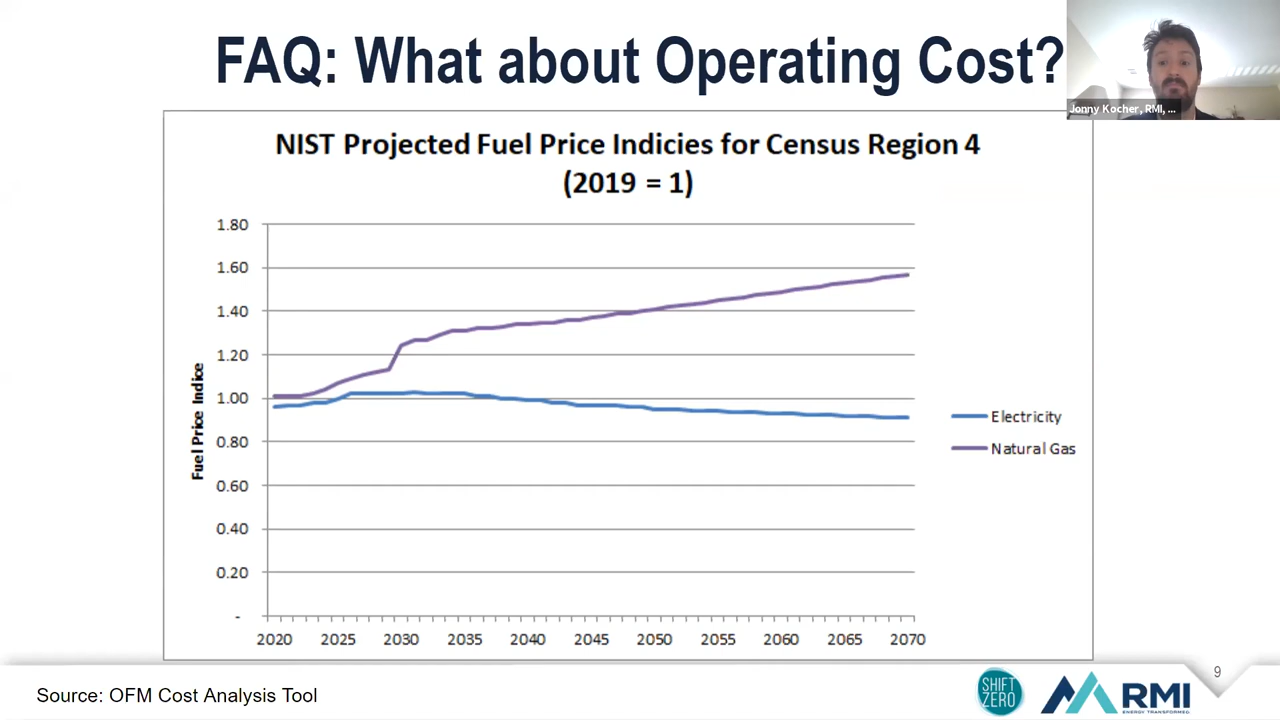 FAQ: What about Operating Cost?
Jonny Kocher, RMI, ...
NIST Projected Fuel Price Indicies for Census Region 4
(2019 = 1)
1.80
1.60
1.40
1.20
1.00
0.80
0.60
0.40
0.20
-
Fuel Price Indice
2020 2025 2030 2035 2040 2045 2050 2055 2060 2065 2070
Electricity
Natural Gas
Source: OFM Cost Analysis Tool
SHIFT
ZERO
RMI
ENERGY TRANSFORMED
9